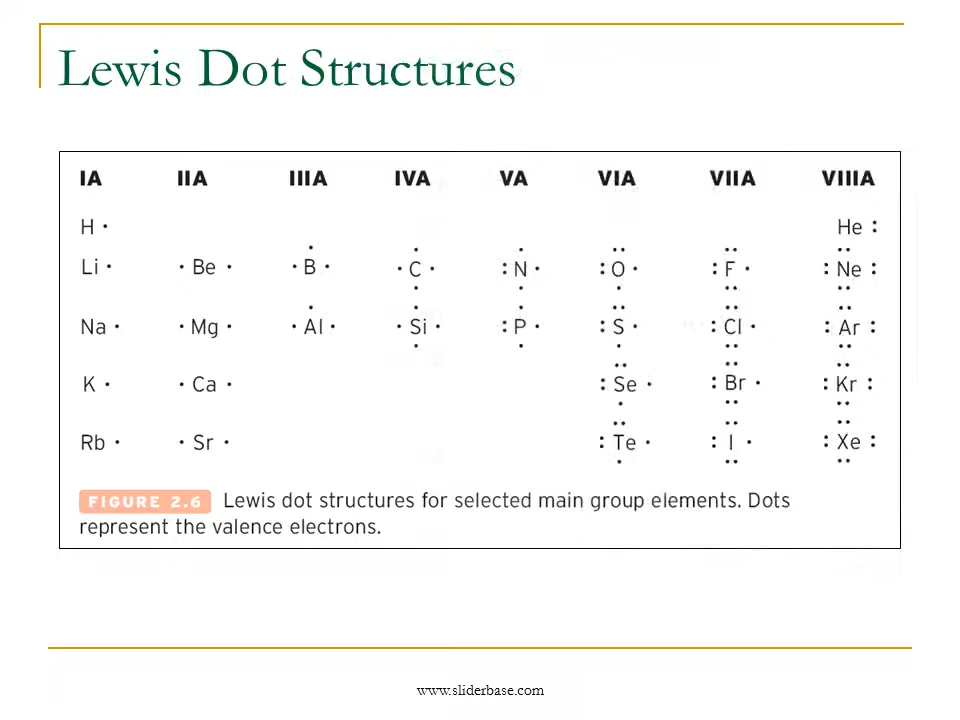 Lewis Dot Structures
IA IIA IIIA IVA VA VIA VIIA VIIIA
H · He :
Li · · Be · · B · · C · : N · : O · : F · : Ne :
Na · · Mg · · Al · · Si · : P · : S · : Cl · : Ar :
K · · Ca · : Se · : Br · : Kr :
Rb · · Sr · : Te · : I · : Xe :
FIGURE 2.6 Lewis dot structures for selected main group elements. Dots
represent the valence electrons.
www.sliderbase.com